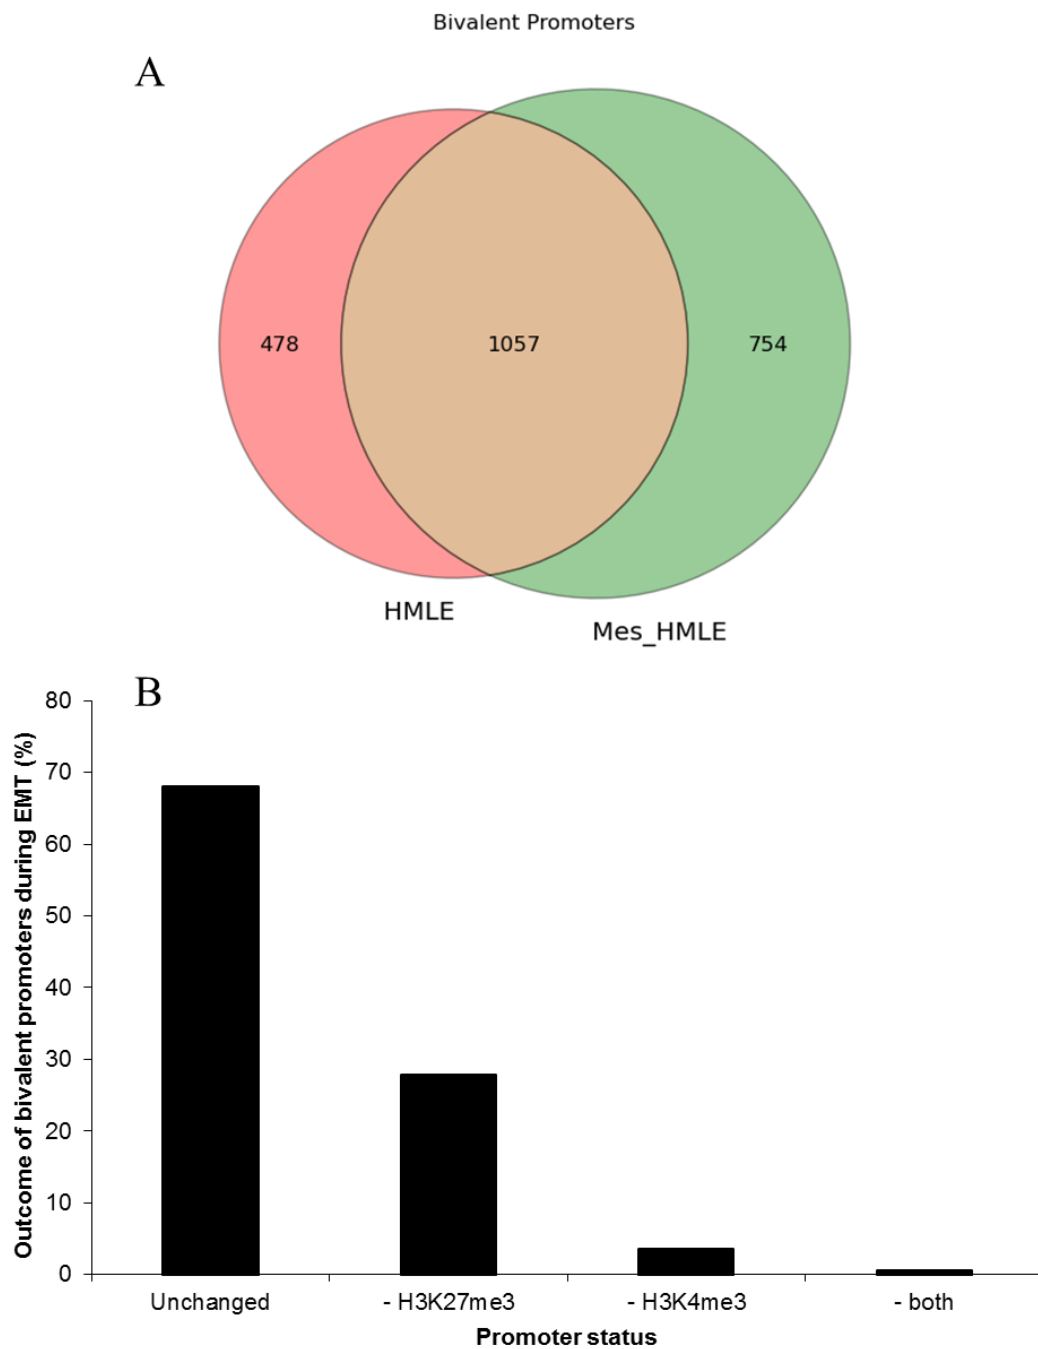 Bivalent Promoters
A
478
1057
754
HMLE
Mes_HMLE
B
Outcome of bivalent promoters during EMT (%)
80
70
60
50
40
30
20
10
0
Unchanged
- H3K27me3
- H3K4me3
- both
Promoter status